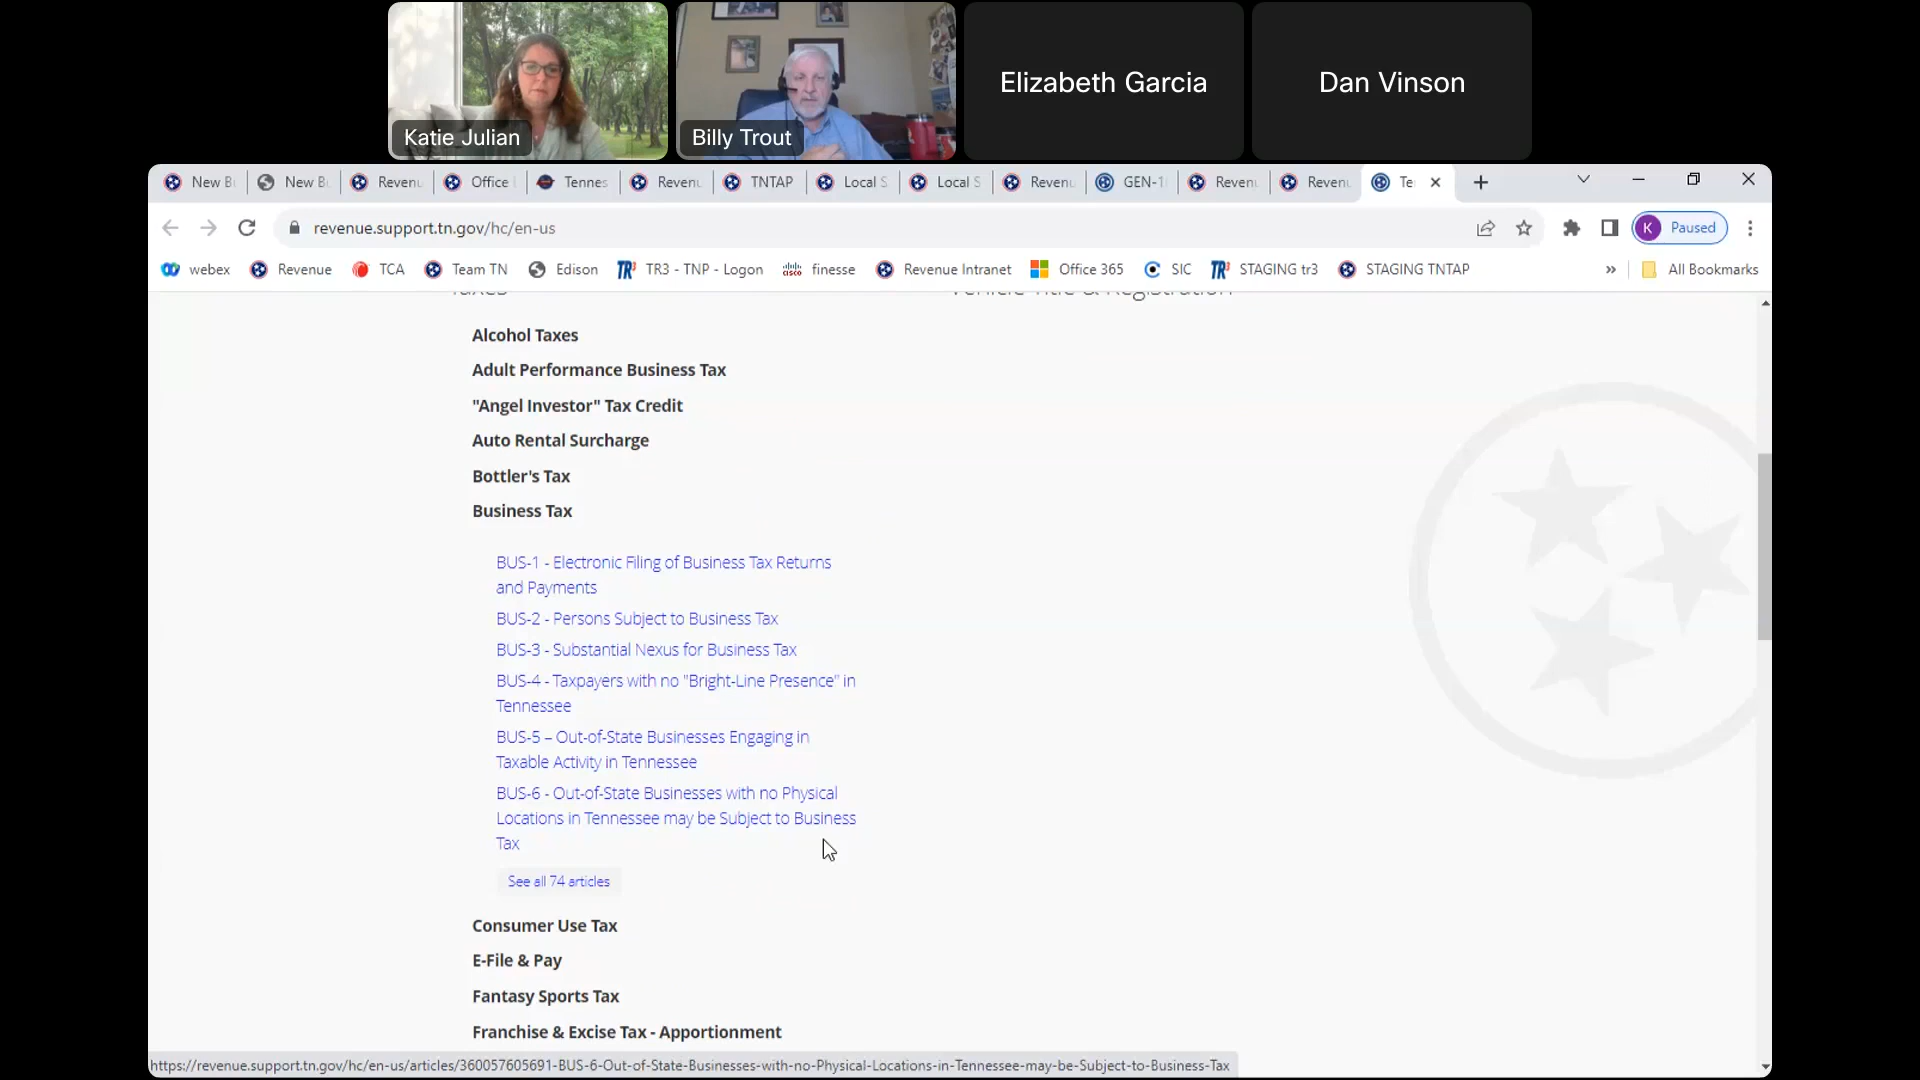 Katie Julian
Billy Trout
Elizabeth Garcia
Dan Vinson
New B
New B
Revenu
Office
Tennes
Revenu
TNTAP
Local S
Local S
Revenu
GEN-1
Revenu
Revenu
Te
revenue.support.tn.gov/hc/en-us
K Paused
webex
Revenue
TCA
Team TN
Edison
TR3 - TNP - Logon
finesse
Revenue Intranet
Office 365
SIC
STAGING tr3
STAGING TNTAP
All Bookmarks
Taxes
Vehicle Title & Registration
Alcohol Taxes
Adult Performance Business Tax
"Angel Investor" Tax Credit
Auto Rental Surcharge
Bottler's Tax
Business Tax
BUS-1 - Electronic Filing of Business Tax Returns
and Payments
BUS-2 - Persons Subject to Business Tax
BUS-3 - Substantial Nexus for Business Tax
BUS-4 - Taxpayers with no "Bright-Line Presence" in
Tennessee
BUS-5 – Out-of-State Businesses Engaging in
Taxable Activity in Tennessee
BUS-6 - Out-of-State Businesses with no Physical
Locations in Tennessee may be Subject to Business
Tax
See all 74 articles
Consumer Use Tax
E-File & Pay
Fantasy Sports Tax
Franchise & Excise Tax - Apportionment
https://revenue.support.tn.gov/hc/en-us/articles/360057605691-BUS-6-Out-of-State-Businesses-with-no-Physical-Locations-in-Tennessee-may-be-Subject-to-Business-Tax